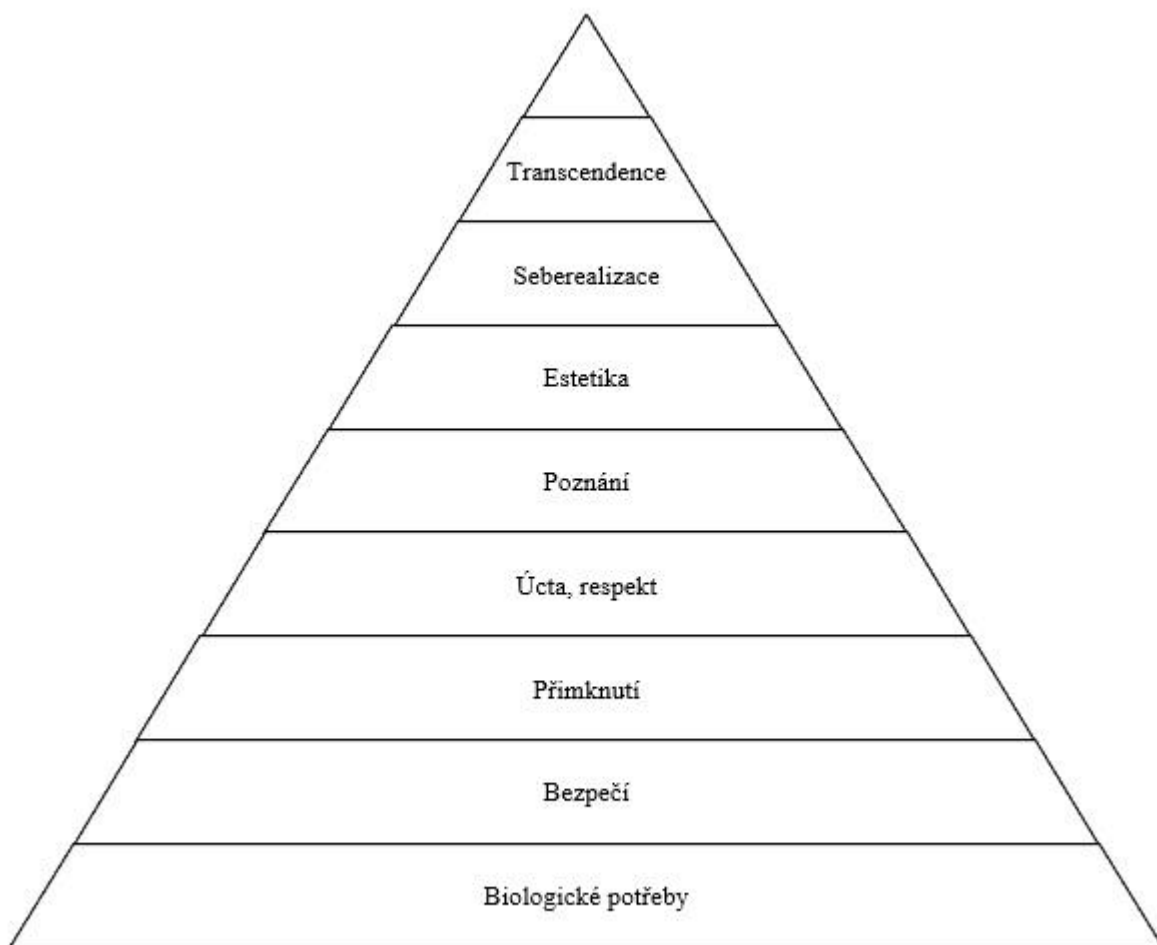 Transcendence
Seberealizace
Estetika
Poznání
Úcta, respekt
Přimknutí
Bezpečí
Biologické potřeby